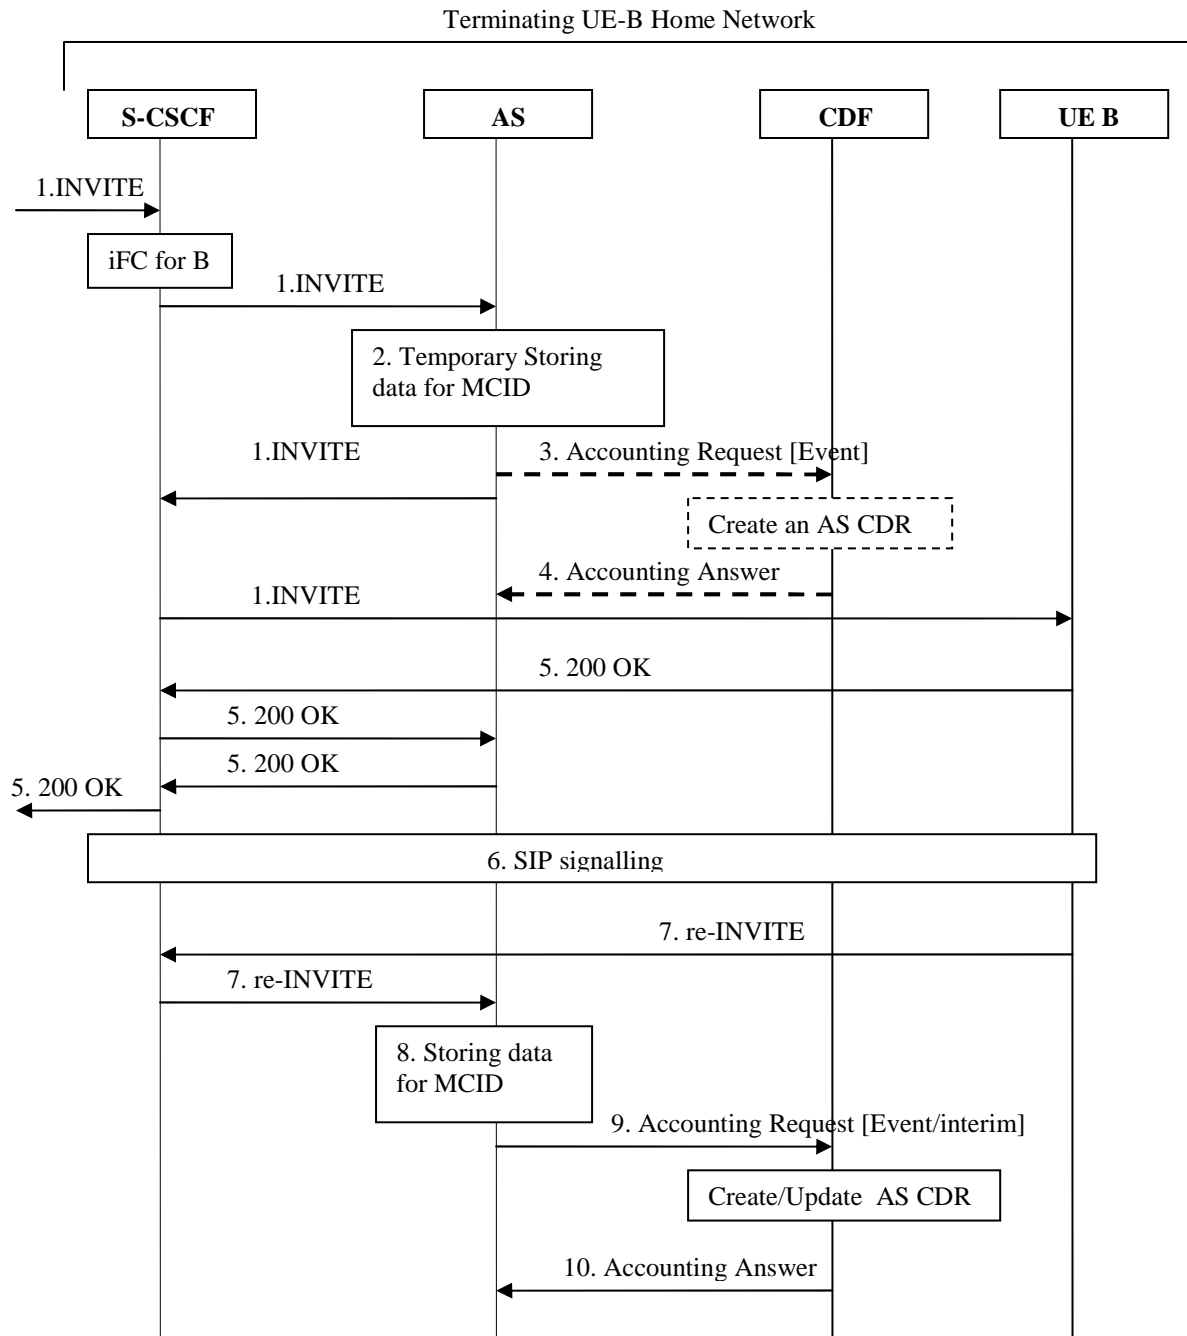 Terminating UE-B Home Network
S-CSCF
AS
CDF
UE B
1.INVITE
iFC for B
1.INVITE
2. Temporary Storing
data for MCID
1.INVITE
3. Accounting Request [Event]
Create an AS CDR
4. Accounting Answer
1.INVITE
5. 200 OK
5. 200 OK
5. 200 OK
5. 200 OK
6. SIP signalling
7. re-INVITE
7. re-INVITE
8. Storing data
for MCID
9. Accounting Request [Event/interim]
Create/Update  AS CDR
10. Accounting Answer